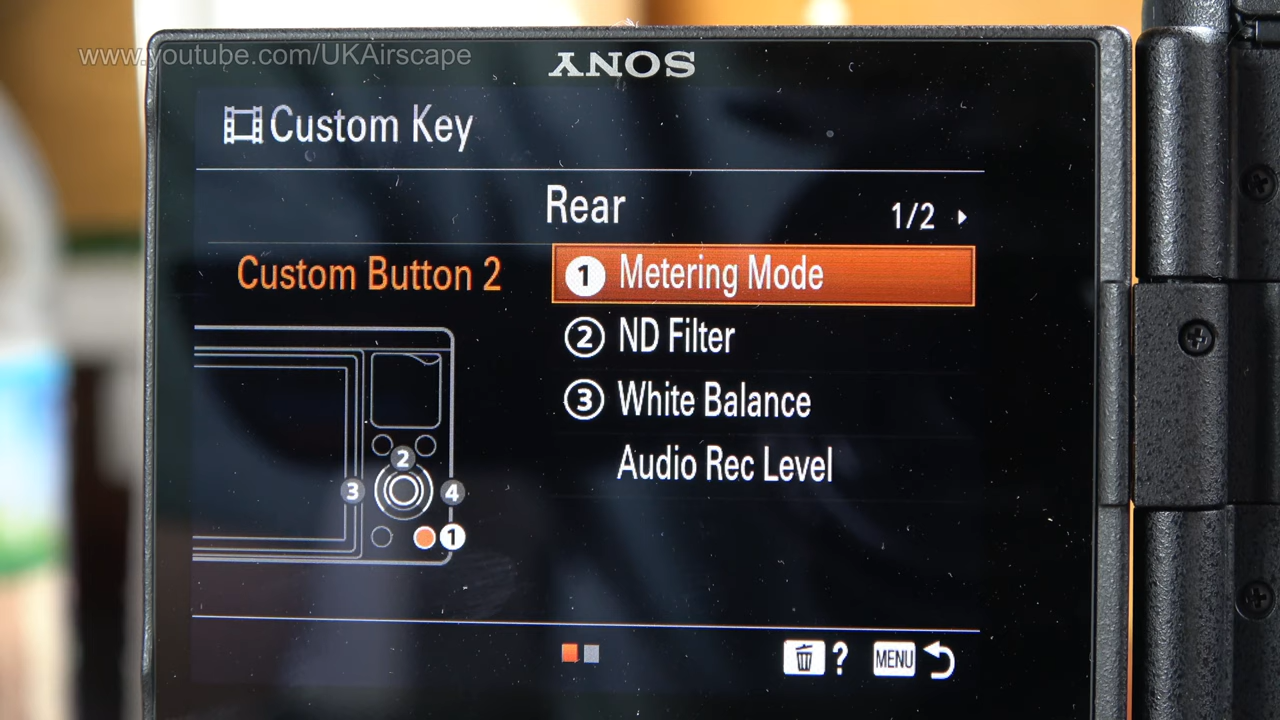 www.youtube.com/UKAirscape
SONY
Custom Key
Rear 1/2
Custom Button 2
1 Metering Mode
2 ND Filter
3 White Balance
Audio Rec Level
2
3 4
1
? MENU